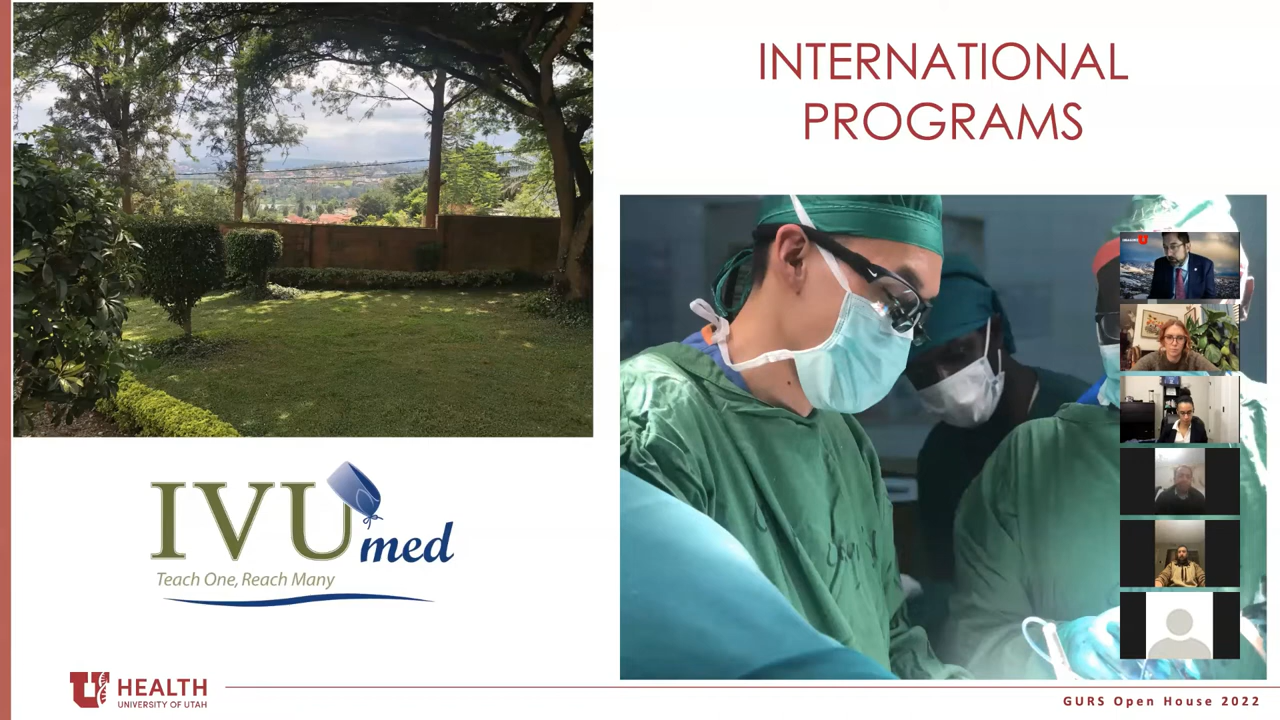 INTERNATIONAL
PROGRAMS
IVU
med
Teach One, Reach Many
U HEALTH
UNIVERSITY OF UTAH
GURS Open House 2022